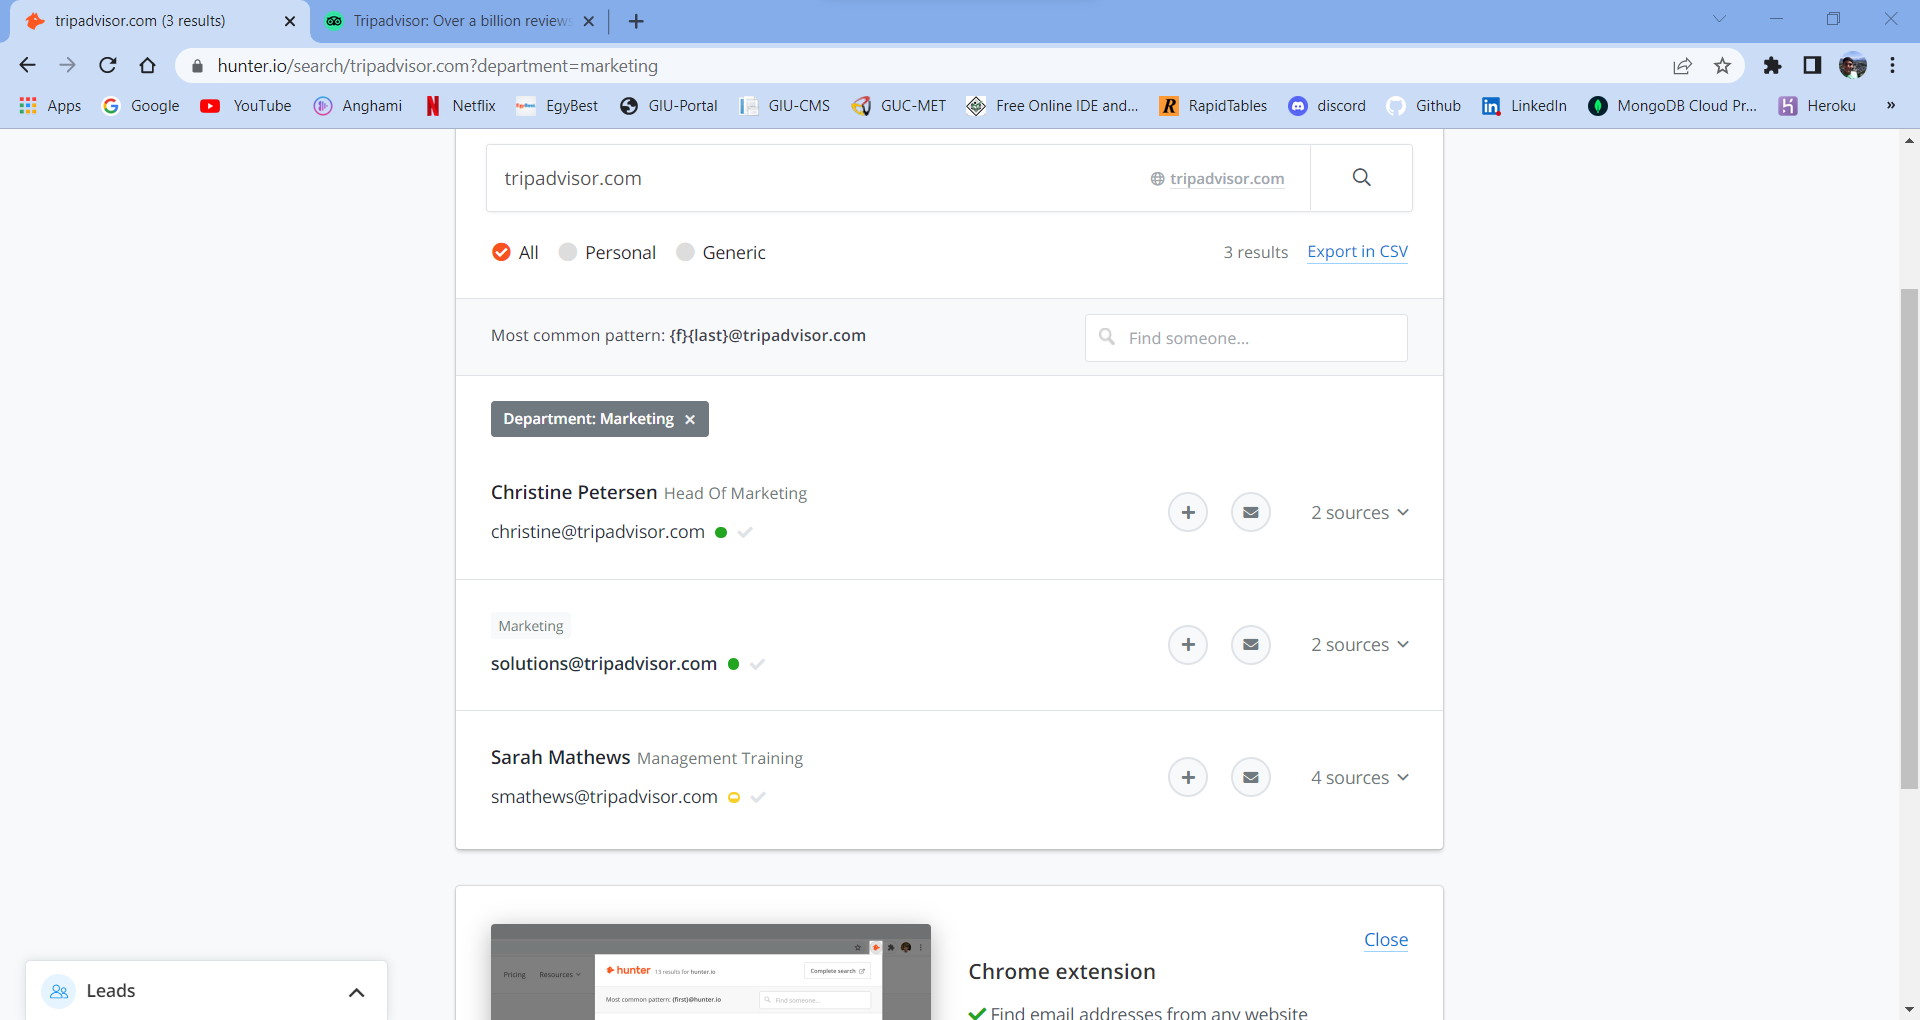 tripadvisor.com (3 results)
Tripadvisor: Over a billion reviews
hunter.io/search/tripadvisor.com?department=marketing
Apps
Google
YouTube
Anghami
Netflix
EgyBest
GIU-Portal
GIU-CMS
GUC-MET
Free Online IDE and...
RapidTables
discord
Github
LinkedIn
MongoDB Cloud Pr...
Heroku
»
tripadvisor.com
tripadvisor.com
All
Personal
Generic
3 results
Export in CSV
Most common pattern: {f}{last}@tripadvisor.com
Find someone...
Department: Marketing ×
Christine Petersen Head Of Marketing
christine@tripadvisor.com
2 sources
Marketing
solutions@tripadvisor.com
2 sources
Sarah Mathews Management Training
smathews@tripadvisor.com
4 sources
Close
Pricing
Resources
hunter 13 results for hunter.io
Complete search
Most common pattern: {first}@hunter.io
Find someone...
Chrome extension
Find email addresses from any website
Leads